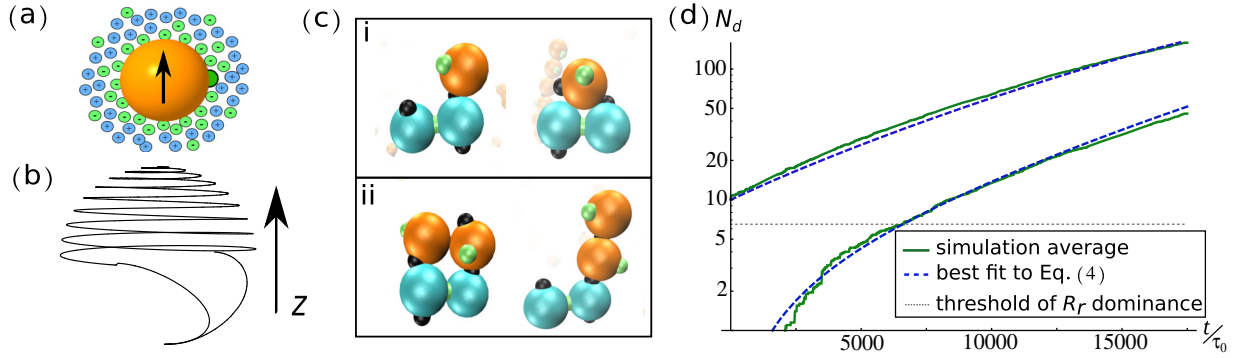 (a)
(b)
z
(c)
i
ii
(d)
N_d
100
50
20
10
5
2
simulation average
best fit to Eq. (4)
threshold of R_r dominance
5000
10000
15000
t/τ_0